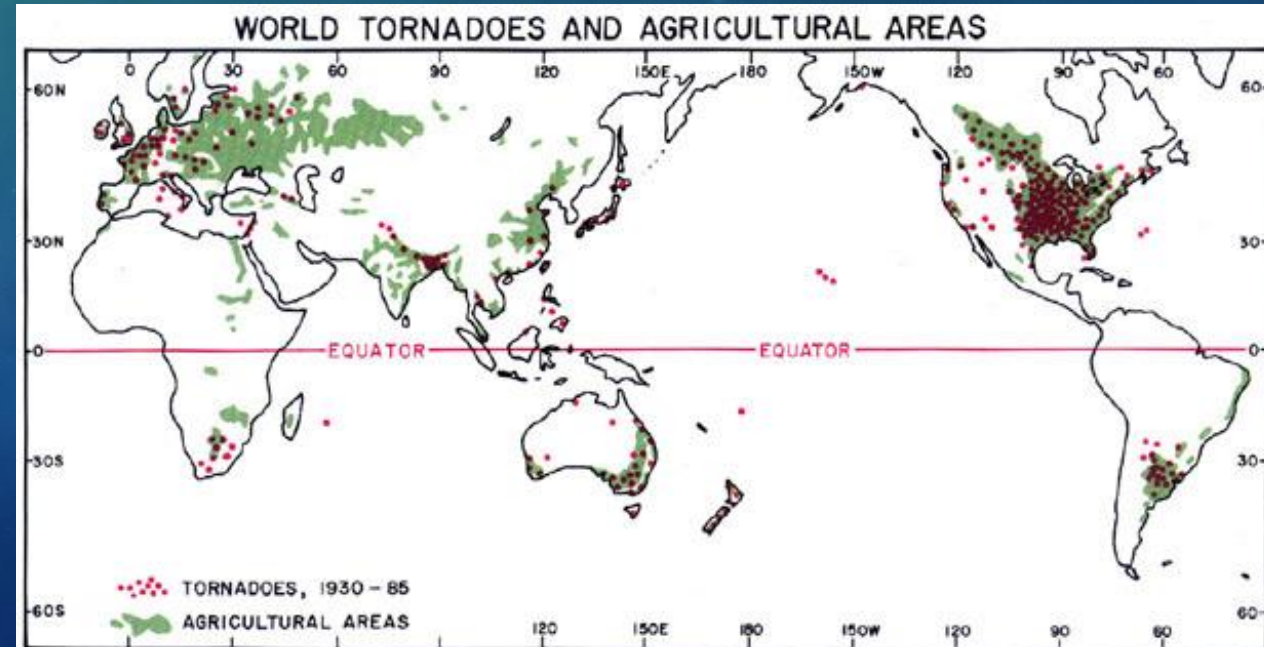 WORLD TORNADOES AND AGRICULTURAL AREAS
0 30 60 90 120 150E 180 150W 120 90 60
60N 60
30N 30
0 EQUATOR EQUATOR 0
30S 30
TORNADOES, 1930-85
AGRICULTURAL AREAS
60S 60
120 150E 180 150W 120 90 60